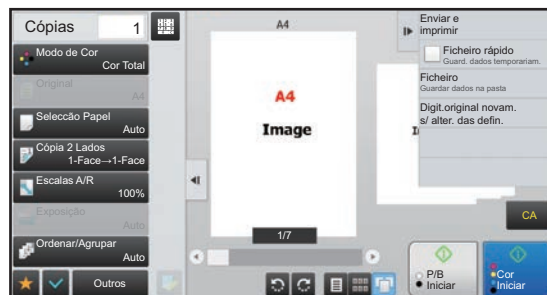 Cópias 1
Modo de Cor
Cor Total
Original
A4
Selecção Papel
Auto
Cópia 2 Lados
1-Face→1-Face
Escalas A/R
100%
Exposição
Auto
Ordenar/Agrupar
Auto
Outros
A4
A4
Image
1/7
Enviar e
imprimir
Ficheiro rápido
Guard. dados temporariam.
Ficheiro
Guardar dados na pasta
Digit.original novam.
s/ alter. das defin.
CA
P/B
Iniciar
Cor
Iniciar